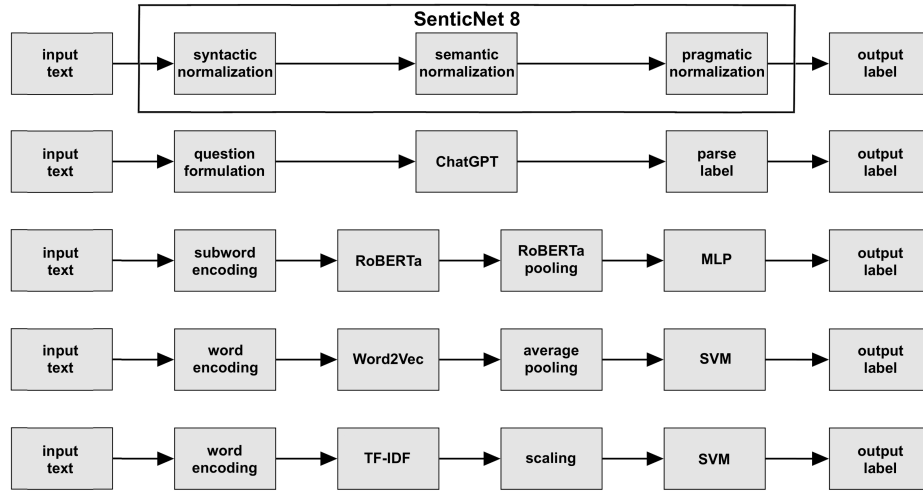 SenticNet 8
input
text
syntactic
normalization
semantic
normalization
pragmatic
normalization
output
label
input
text
question
formulation
ChatGPT
parse
label
output
label
input
text
subword
encoding
RoBERTa
RoBERTa
pooling
MLP
output
label
input
text
word
encoding
Word2Vec
average
pooling
SVM
output
label
input
text
word
encoding
TF-IDF
scaling
SVM
output
label